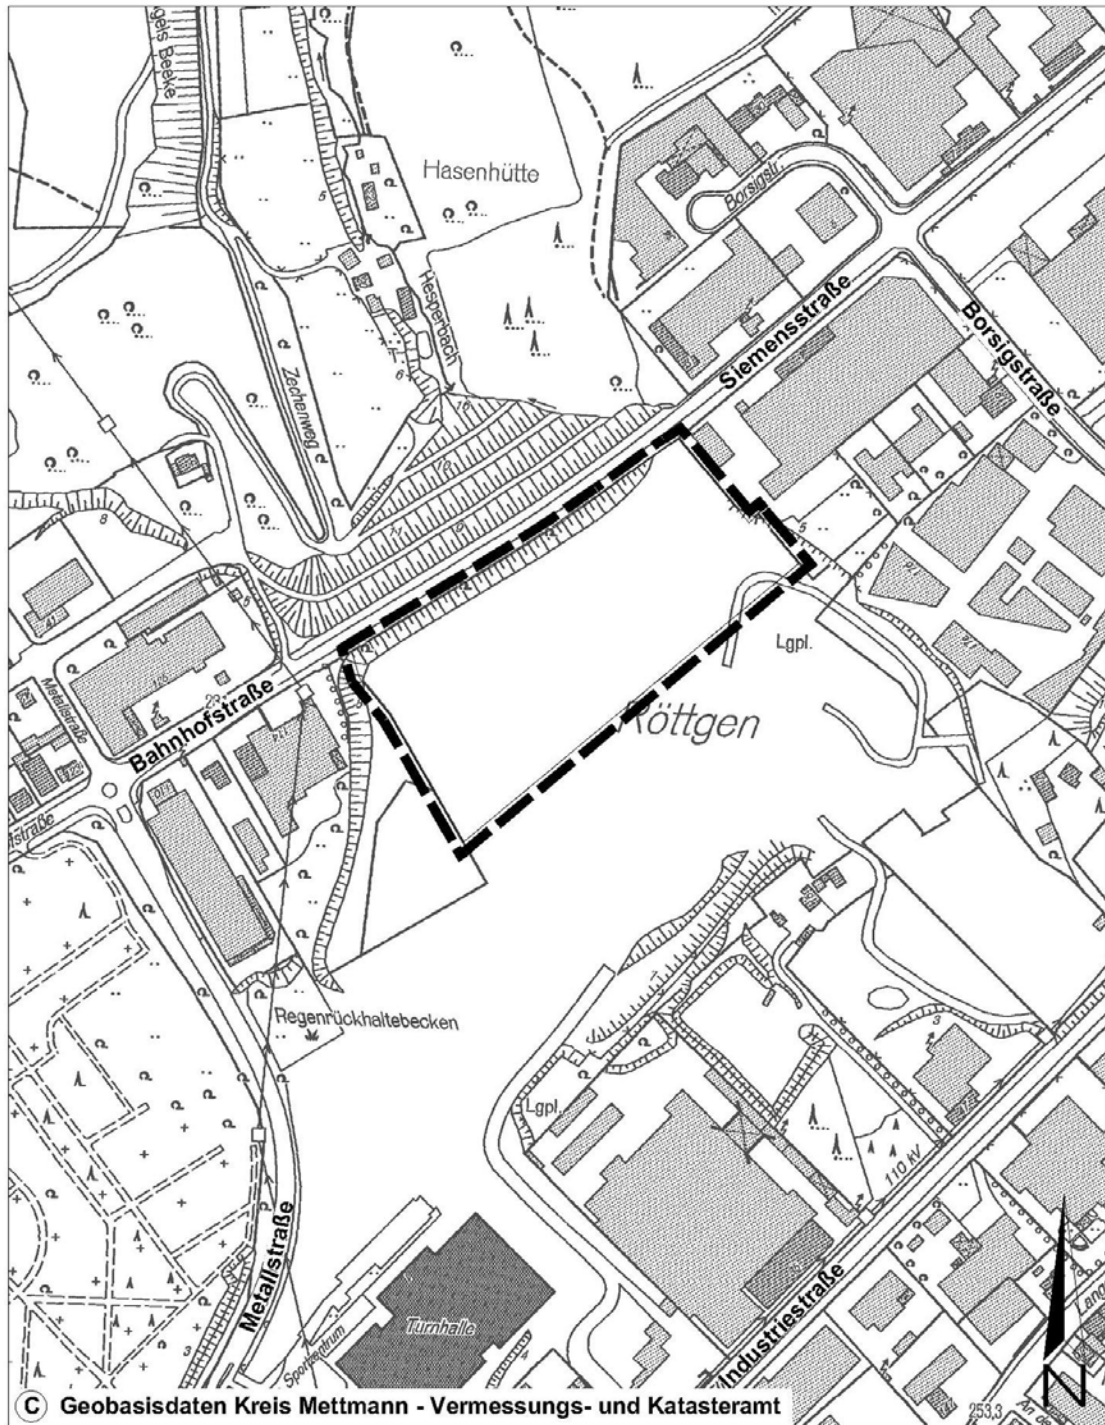 Hasenhütte
Borsigstr.
Hesperbach
Zechenweg
Siemensstraße
Borsigstraße
Bahnhofstraße
Metallstraße
Lgpl.
Röttgen
Regenrückhaltebecken
Lgpl.
110 kV
Metallstraße
Industriestraße
Turnhalle
Sportzentrum
253,3
N
C Geobasisdaten Kreis Mettmann - Vermessungs- und Katasteramt